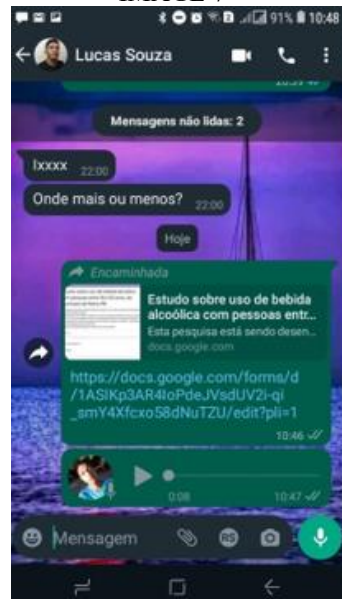 91% 10:48
Lucas Souza
Mensagens não lidas: 2
Ixxxx 22:00
Onde mais ou menos? 22:00
Hoje
Encaminhada
Estudo sobre uso de bebida
alcoólica com pessoas entr...
Esta pesquisa está sendo desen...
docs.google.com
https://docs.google.com/forms/d
/1ASIKp3AR4IoPdeJVsdUV2i-qi
_smY4Xfcxo58dNuTZU/edit?pli=1
10:46
0:08 10:47
Mensagem